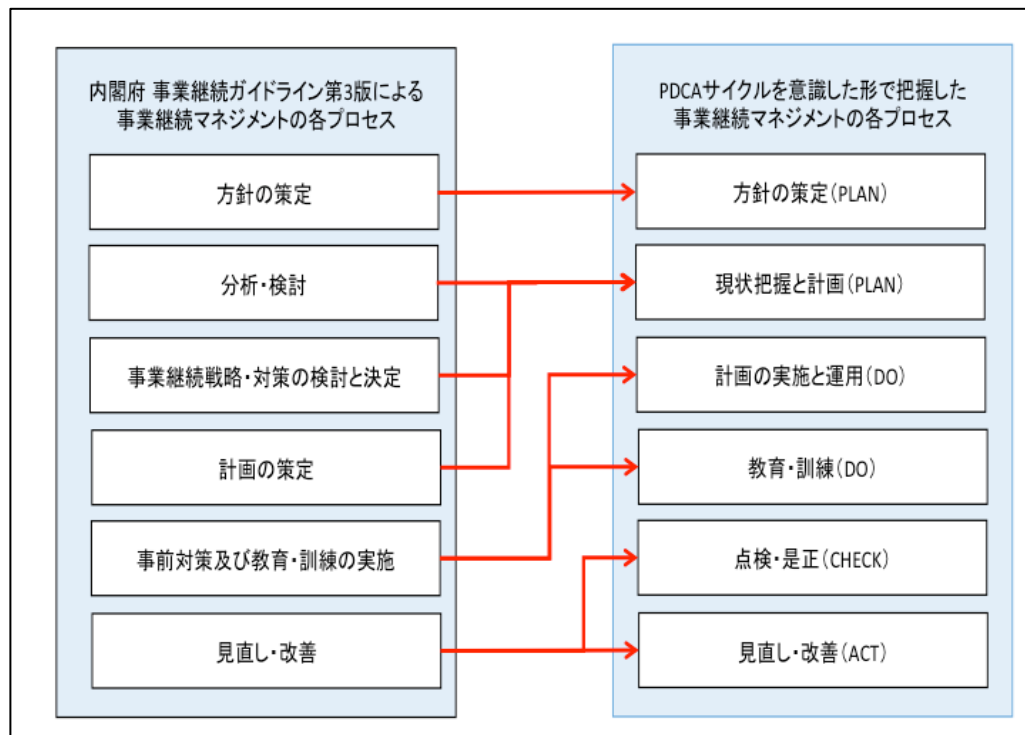 内閣府 事業継続ガイドライン第3版による
事業継続マネジメントの各プロセス
方針の策定
分析・検討
事業継続戦略・対策の検討と決定
計画の策定
事前対策及び教育・訓練の実施
見直し・改善
PDCAサイクルを意識した形で把握した
事業継続マネジメントの各プロセス
方針の策定(PLAN)
現状把握と計画(PLAN)
計画の実施と運用(DO)
教育・訓練(DO)
点検・是正(CHECK)
見直し・改善(ACT)